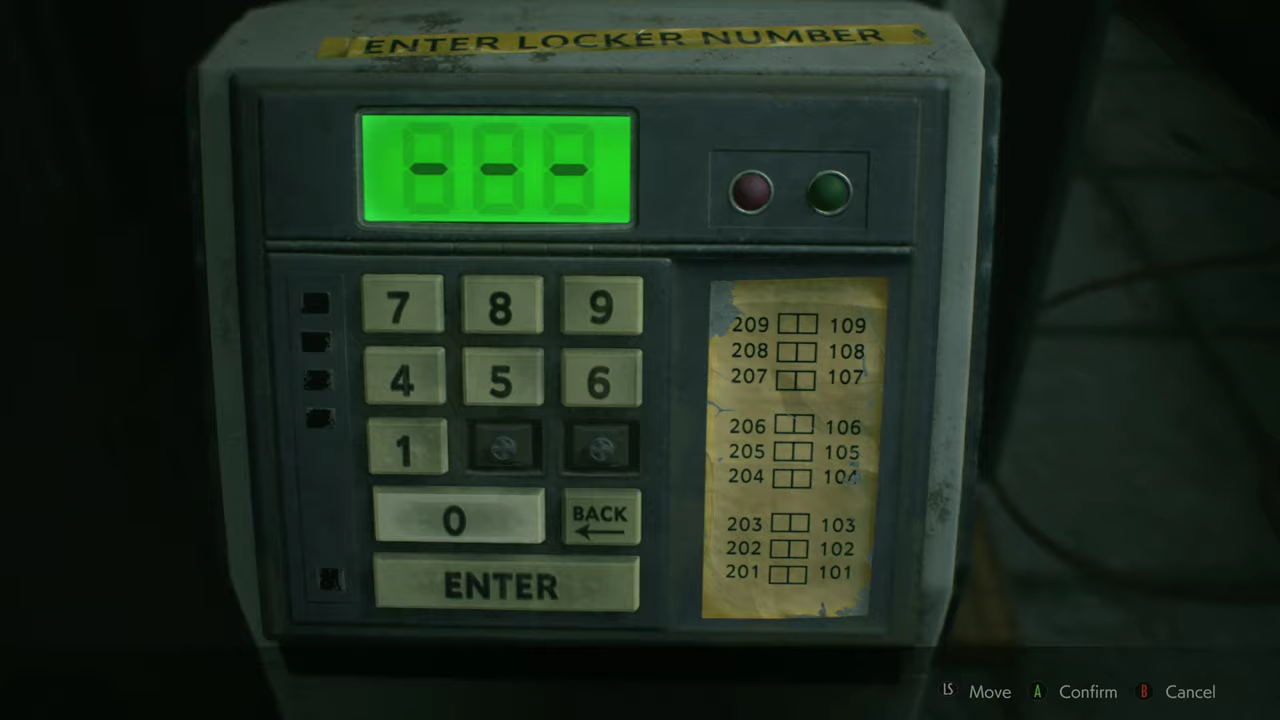 ENTER LOCKER NUMBER
- - -
7 8 9
4 5 6
1
0 BACK
ENTER
209 109
208 108
207 107
206 106
205 105
204 104
203 103
202 102
201 101
LS Move A Confirm B Cancel